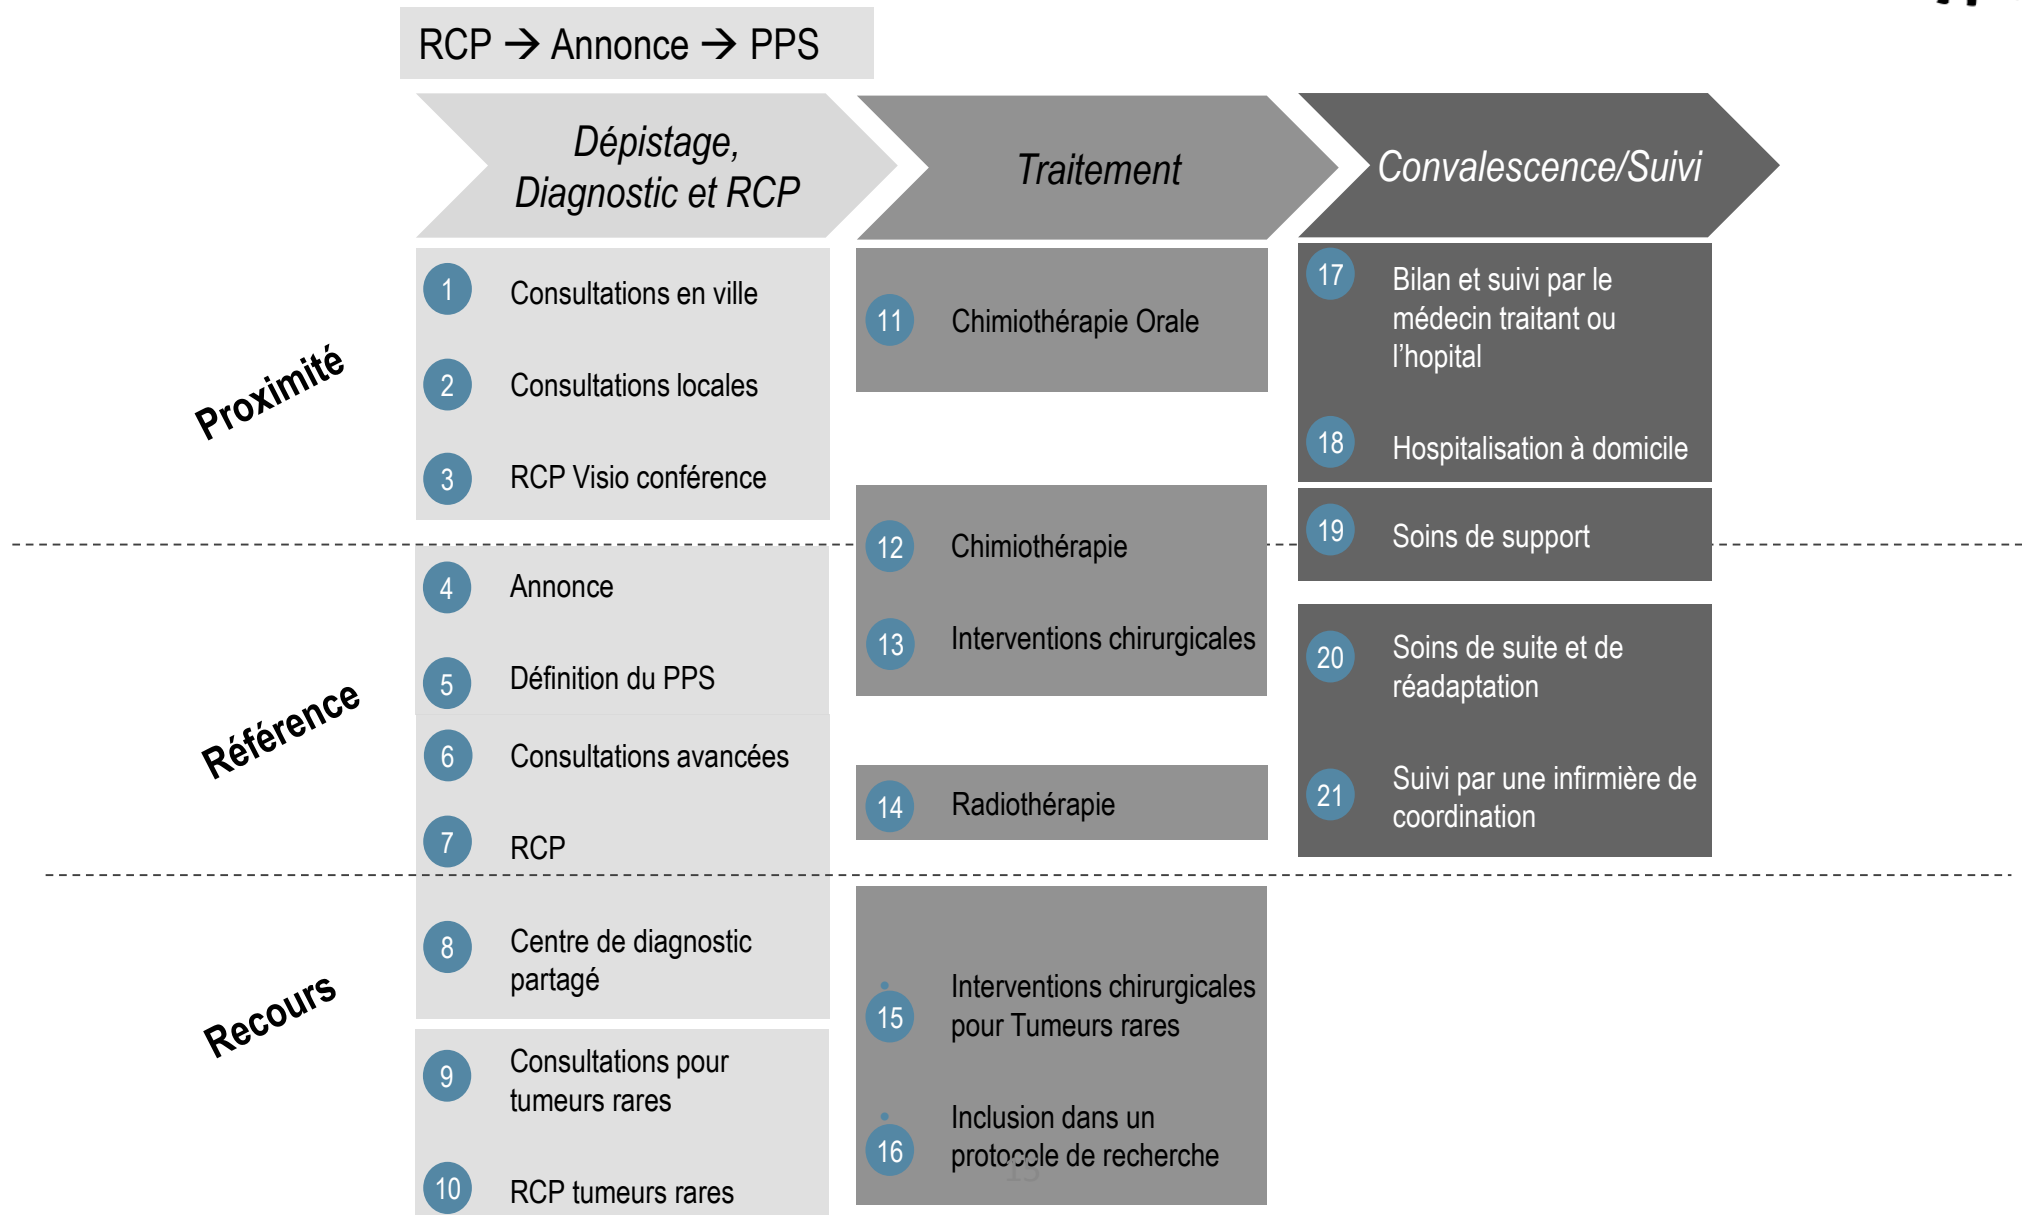 RCP → Annonce → PPS
Dépistage,
Diagnostic et RCP
Traitement
Convalescence/Suivi
Proximité
1 Consultations en ville
2 Consultations locales
3 RCP Visio conférence
11 Chimiothérapie Orale
17 Bilan et suivi par le
médecin traitant ou
l’hopital
18 Hospitalisation à domicile
12 Chimiothérapie
19 Soins de support
Référence
4 Annonce
5 Définition du PPS
6 Consultations avancées
7 RCP
13 Interventions chirurgicales
14 Radiothérapie
20 Soins de suite et de
réadaptation
21 Suivi par une infirmière de
coordination
Recours
8 Centre de diagnostic
partagé
9 Consultations pour
tumeurs rares
10 RCP tumeurs rares
15 Interventions chirurgicales
pour Tumeurs rares
16 Inclusion dans un
protocole de recherche
15